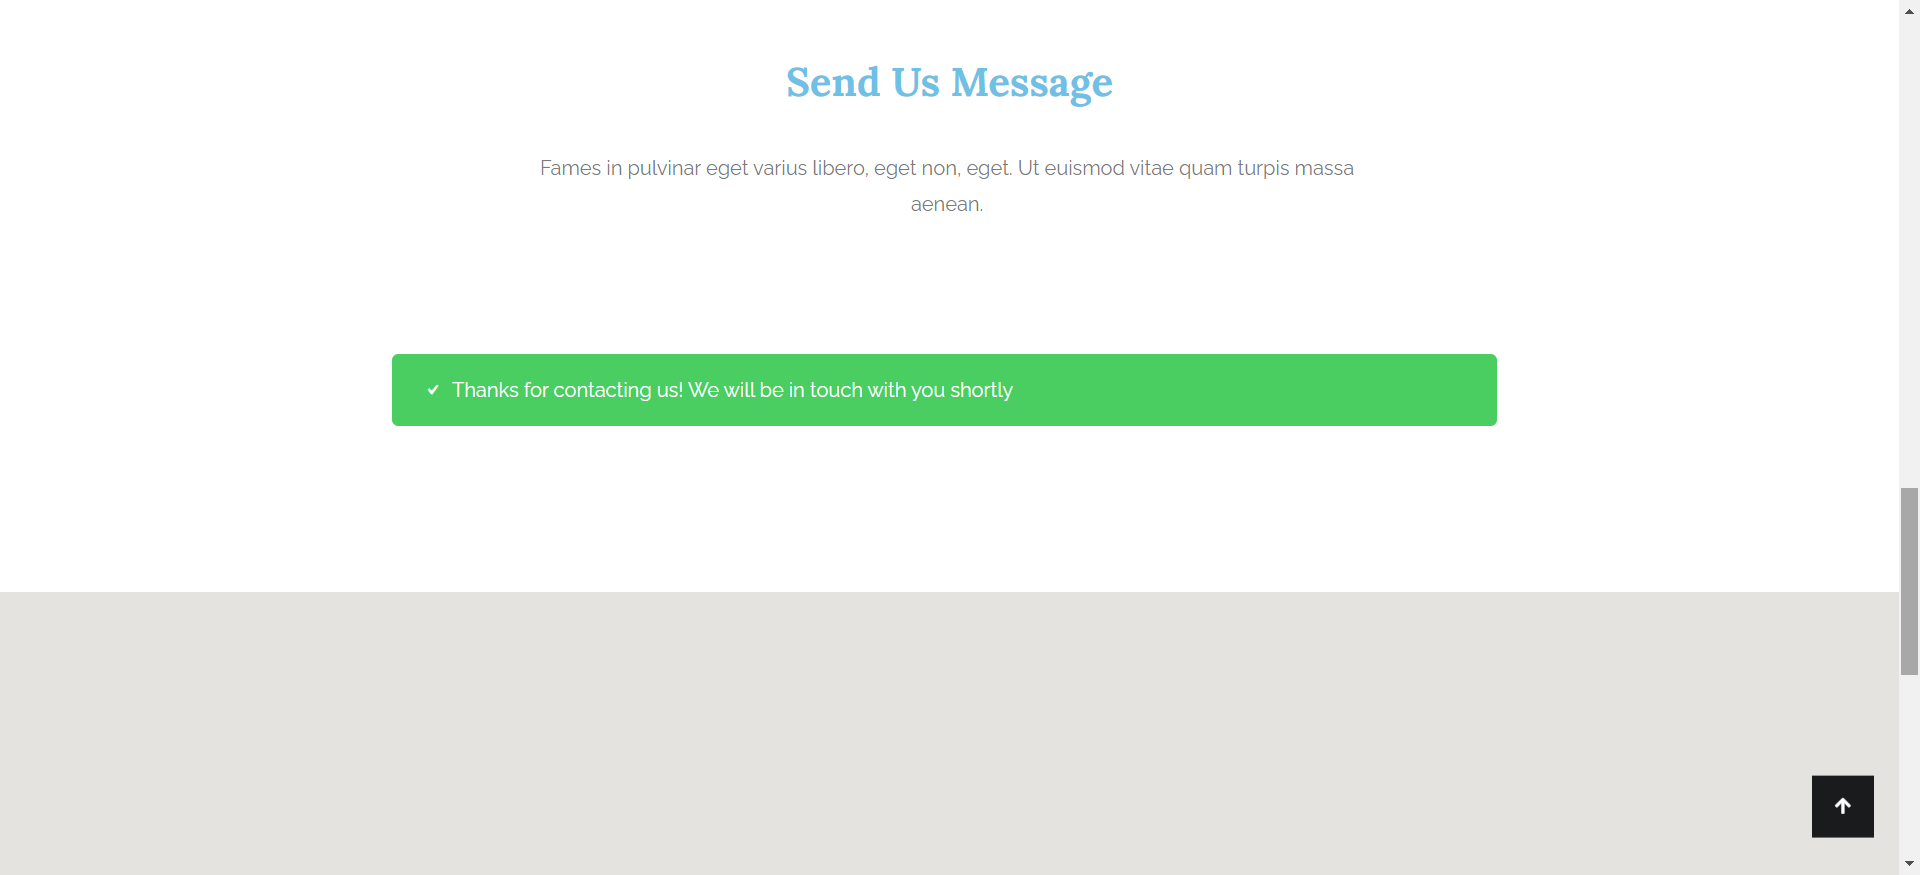 Send Us Message
Fames in pulvinar eget varius libero, eget non, eget. Ut euismod vitae quam turpis massa
aenean.
Thanks for contacting us! We will be in touch with you shortly